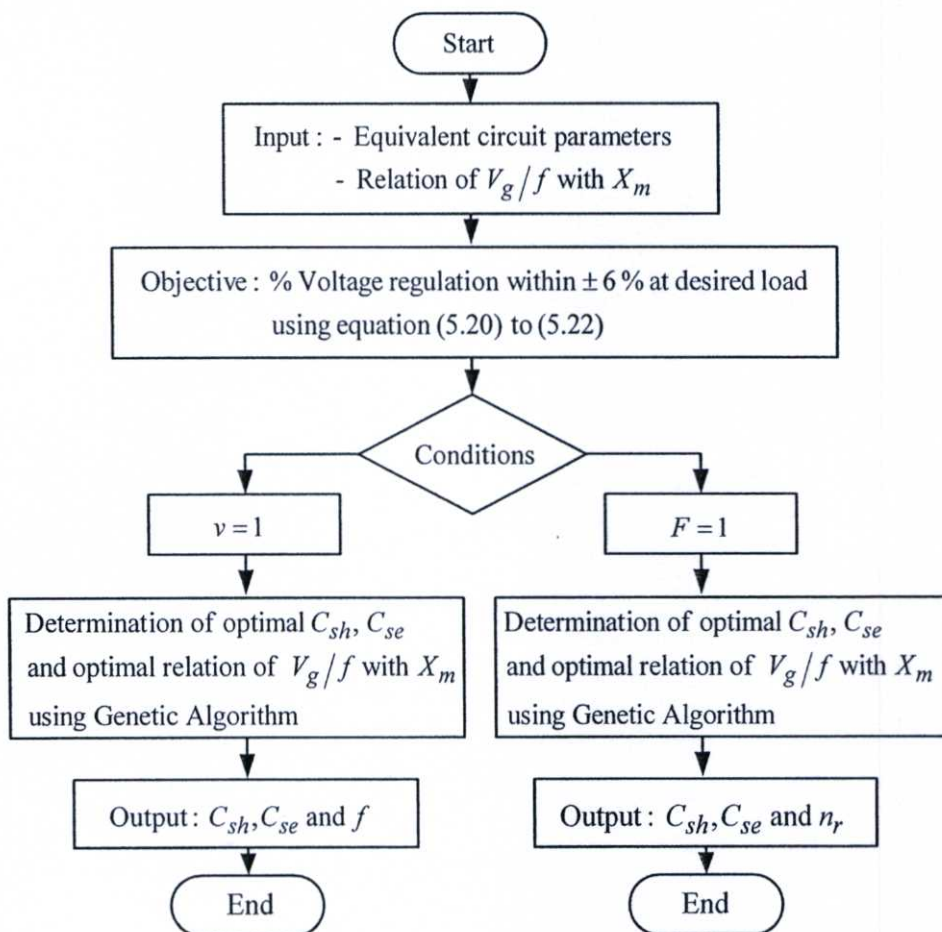 Start
Input : - Equivalent circuit parameters
- Relation of V_g/f with X_m
Objective : % Voltage regulation within ± 6 % at desired load
using equation (5.20) to (5.22)
Conditions
v = 1
F = 1
Determination of optimal C_sh, C_se
and optimal relation of V_g/f with X_m
using Genetic Algorithm
Determination of optimal C_sh, C_se
and optimal relation of V_g/f with X_m
using Genetic Algorithm
Output : C_sh, C_se and f
Output : C_sh, C_se and n_r
End
End